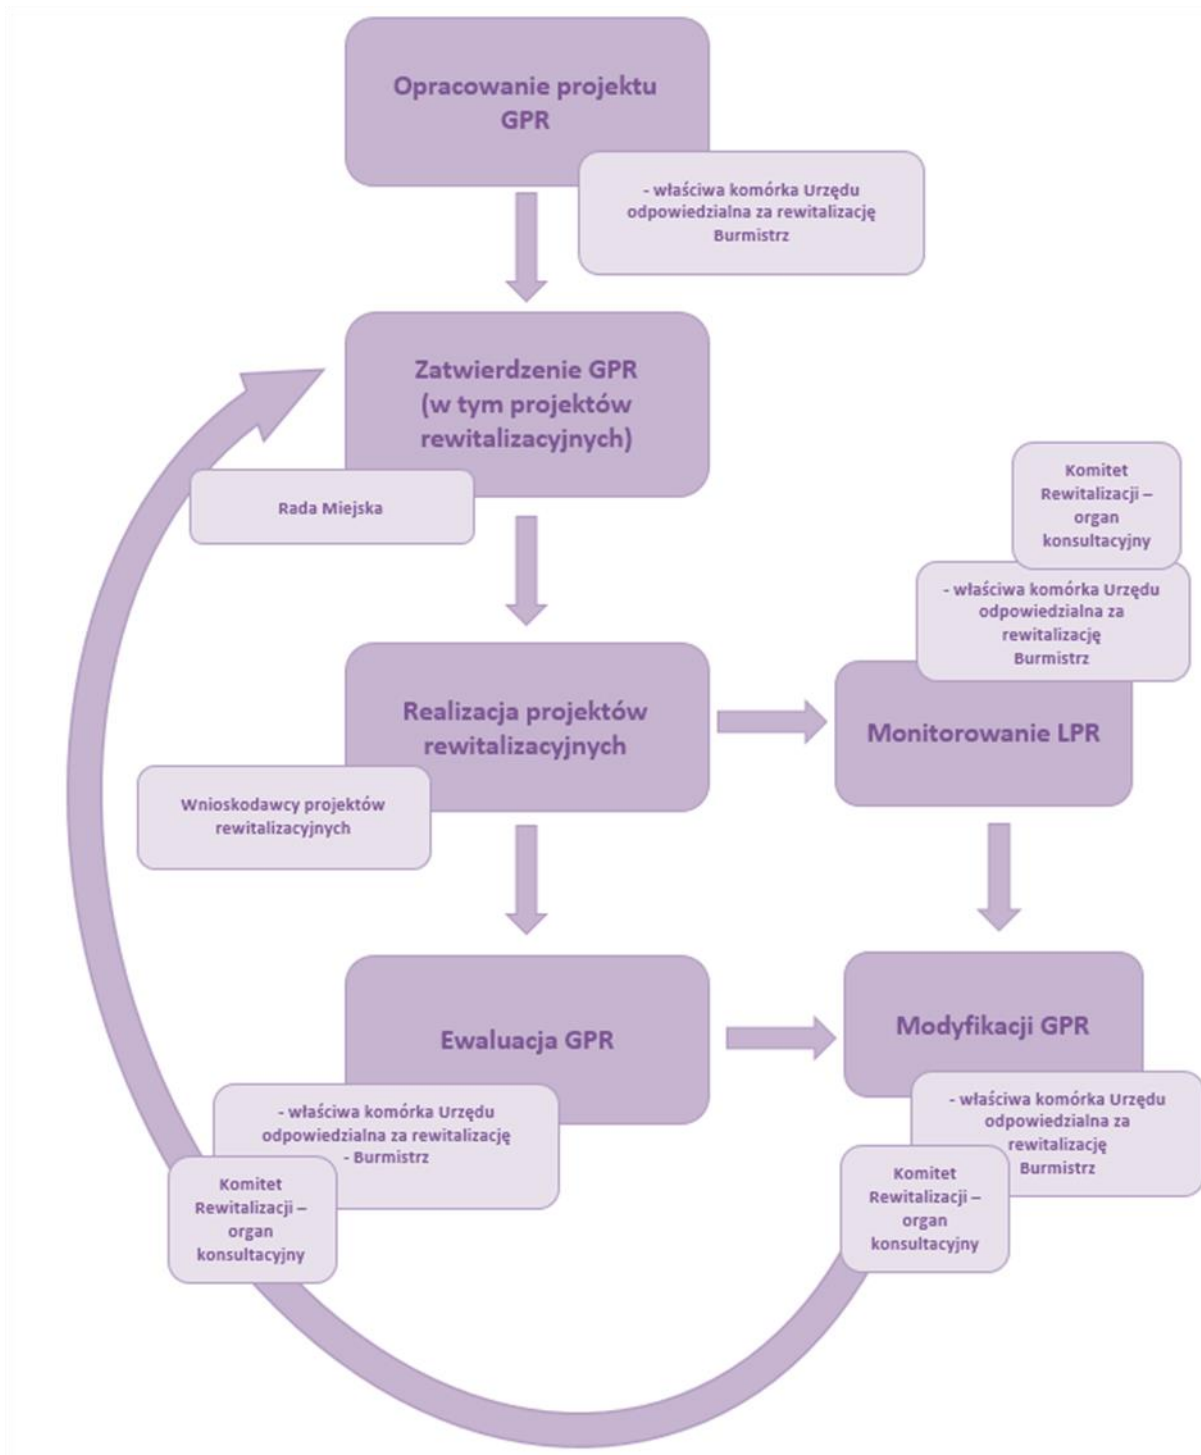 Opracowanie projektu
GPR
- właściwa komórka Urzędu
odpowiedzialna za rewitalizację
Burmistrz
Zatwierdzenie GPR
(w tym projektów
rewitalizacyjnych)
Rada Miejska
Komitet
Rewitalizacji –
organ
konsultacyjny
- właściwa komórka Urzędu
odpowiedzialna za
rewitalizację
Burmistrz
Realizacja projektów
rewitalizacyjnych
Monitorowanie LPR
Wnioskodawcy projektów
rewitalizacyjnych
Ewaluacja GPR
Modyfikacji GPR
- właściwa komórka Urzędu
odpowiedzialna za rewitalizację
- Burmistrz
Komitet
Rewitalizacji –
organ
konsultacyjny
- właściwa komórka Urzędu
odpowiedzialna za
rewitalizację
Burmistrz
Komitet
Rewitalizacji –
organ
konsultacyjny